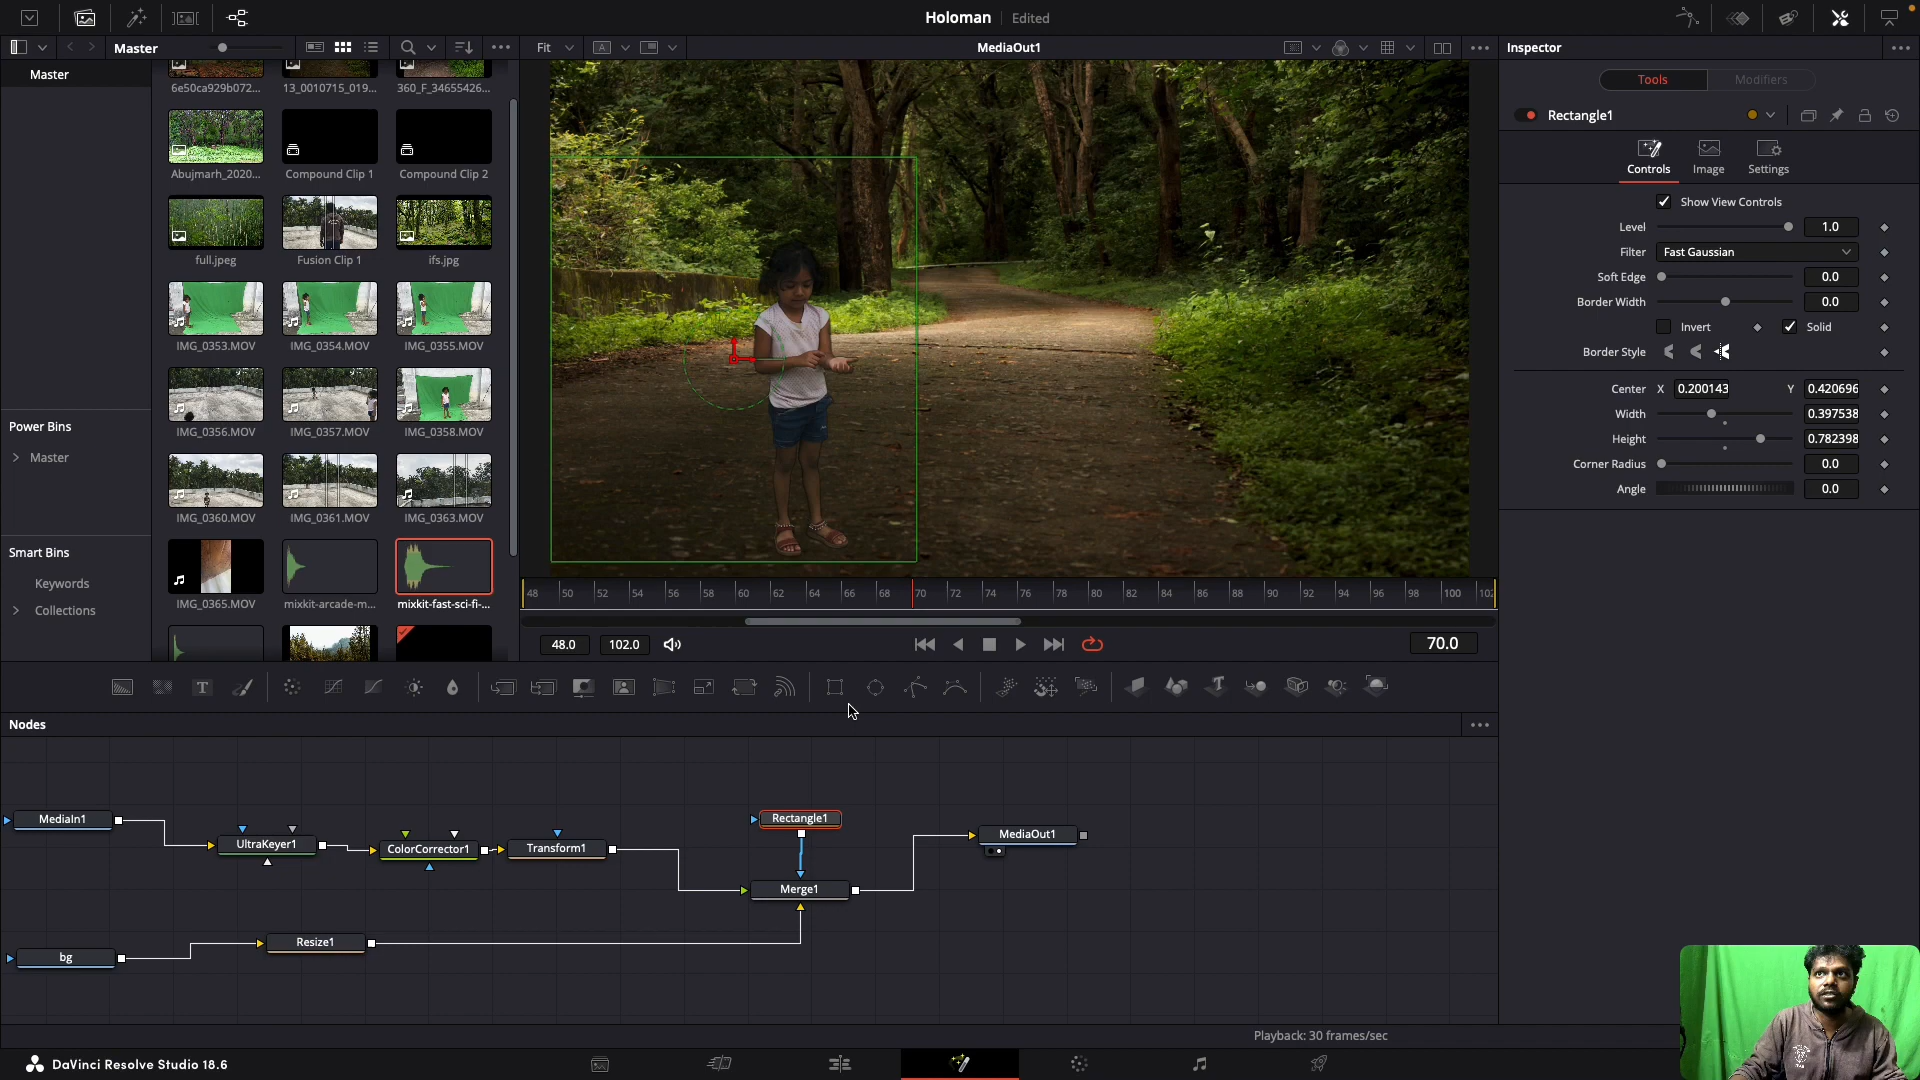 Holoman Edited
Master
Fit
MediaOut1
Inspector
Master
Tools
Modifiers
6e50ca929b072...
13_0010715_019...
360_F_34655426...
Rectangle1
Abujmarh_2020...
Compound Clip 1
Compound Clip 2
Controls
Image
Settings
Show View Controls
Level 1.0
Filter Fast Gaussian
full.jpeg
Fusion Clip 1
ifs.jpg
Soft Edge 0.0
Border Width 0.0
Invert
Solid
IMG_0353.MOV
IMG_0354.MOV
IMG_0355.MOV
Border Style
Center X 0.200143 Y 0.420696
Width 0.397538
Height 0.782398
Corner Radius 0.0
Angle 0.0
Power Bins
IMG_0356.MOV
IMG_0357.MOV
IMG_0358.MOV
Master
IMG_0360.MOV
IMG_0361.MOV
IMG_0363.MOV
Smart Bins
Keywords
Collections
IMG_0365.MOV
mixkit-arcade-m...
mixkit-fast-sci-fi-...
48 50 52 54 56 58 60 62 64 66 68 70 72 74 76 78 80 82 84 86 88 90 92 94 96 98 100
48.0
102.0
70.0
T
Nodes
MediaIn1
UltraKeyer1
ColorCorrector1
Transform1
Rectangle1
MediaOut1
Merge1
bg
Resize1
Playback: 30 frames/sec
DaVinci Resolve Studio 18.6